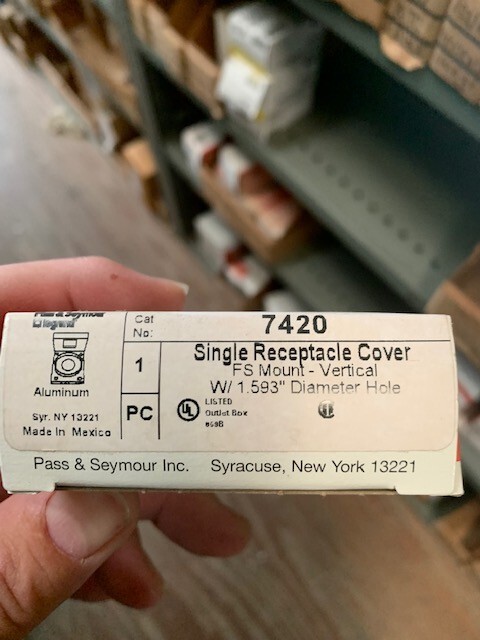 Pass & Seymour
legrand
Aluminum
Syr. NY 13221
Made In Mexico
Cat
No:
7420
1
PC
Single Receptacle Cover
FS Mount - Vertical
W/ 1.593" Diameter Hole
UL
LISTED
Outlet Box
Pass & Seymour Inc. Syracuse, New York 13221